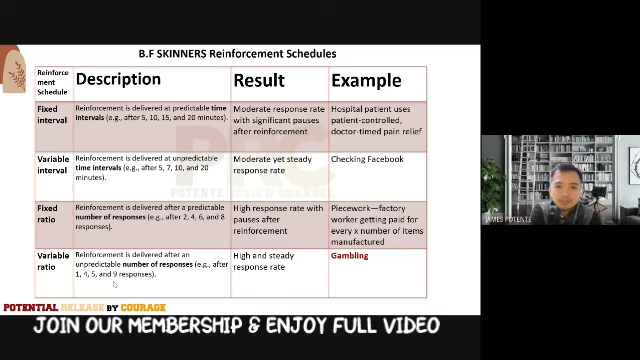 B.F SKINNERS Reinforcement Schedules
Reinforce
ment
Schedule
Description
Result
Example
Fixed
interval
Reinforcement is delivered at predictable time
intervals (e.g., after 5, 10, 15, and 20 minutes).
Moderate response rate
with significant pauses
after reinforcement
Hospital patient uses
patient-controlled,
doctor-timed pain relief
Variable
interval
Reinforcement is delivered at unpredictable
time intervals (e.g., after 5, 7, 10, and 20
minutes).
Moderate yet steady
response rate
Checking Facebook
Fixed
ratio
Reinforcement is delivered after a predictable
number of responses (e.g., after 2, 4, 6, and 8
responses).
High response rate with
pauses after
reinforcement
Piecework—factory
worker getting paid for
every x number of items
manufactured
Variable
ratio
Reinforcement is delivered after an
unpredictable number of responses (e.g., after
1, 4, 5, and 9 responses).
High and steady
response rate
Gambling
PRC
POTENTE REVIEW CHANNEL
JAMES POTENTE
POTENTIAL RELEASE BY COURAGE
JOIN OUR MEMBERSHIP & ENJOY FULL VIDEO